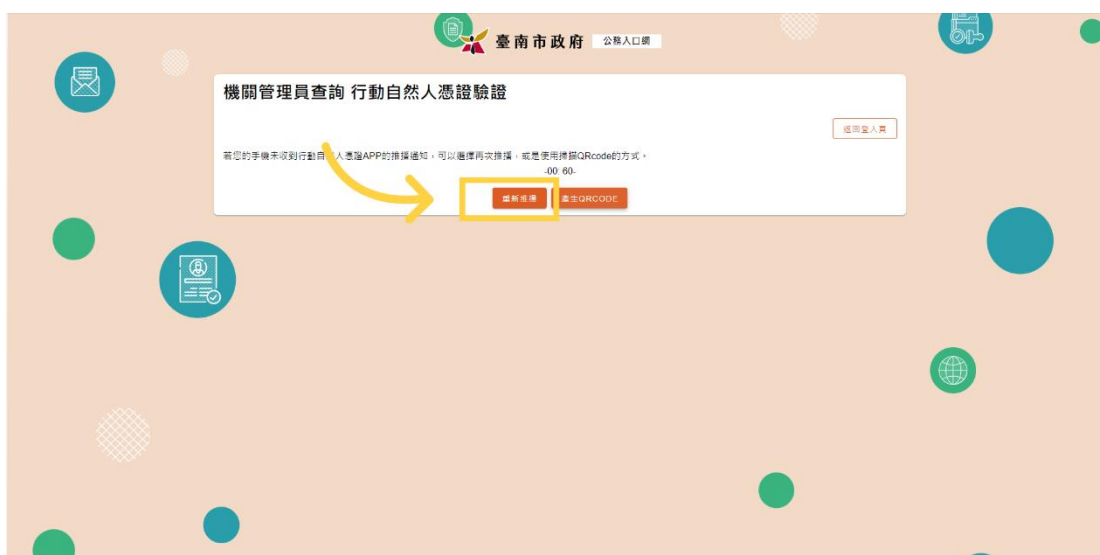 臺南市政府 公務入口網
機關管理員查詢 行動自然人憑證驗證
返回登入頁
若您的手機未收到行動自然人憑證APP的推播通知，可以選擇再次推播，或是使用掃描QRcode的方式。
-00: 60-
重新推播 產生QRCODE